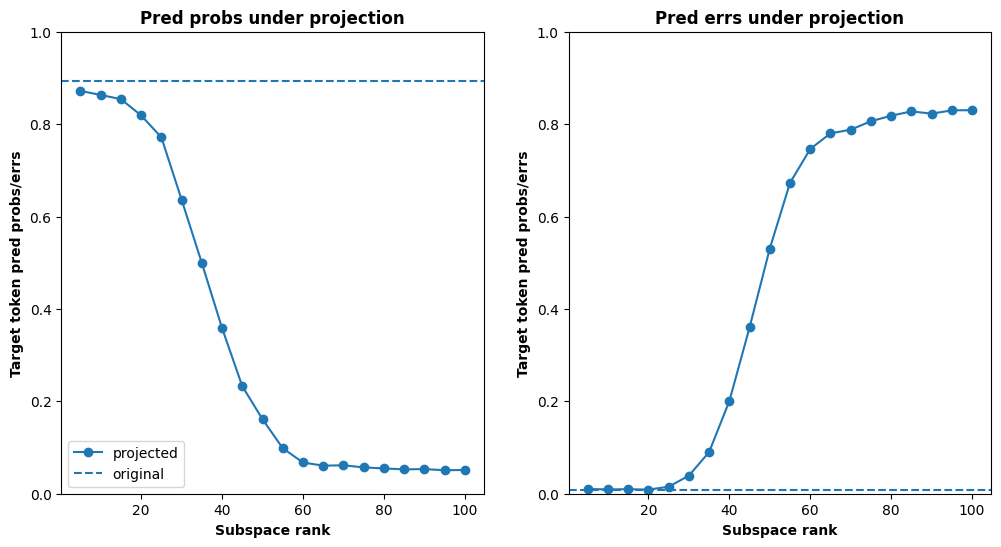 Pred probs under projection
Target token pred probs/errs
1.0
0.8
0.6
0.4
0.2
0.0
projected
original
20
40
60
80
100
Subspace rank
Pred errs under projection
Target token pred probs/errs
1.0
0.8
0.6
0.4
0.2
0.0
20
40
60
80
100
Subspace rank